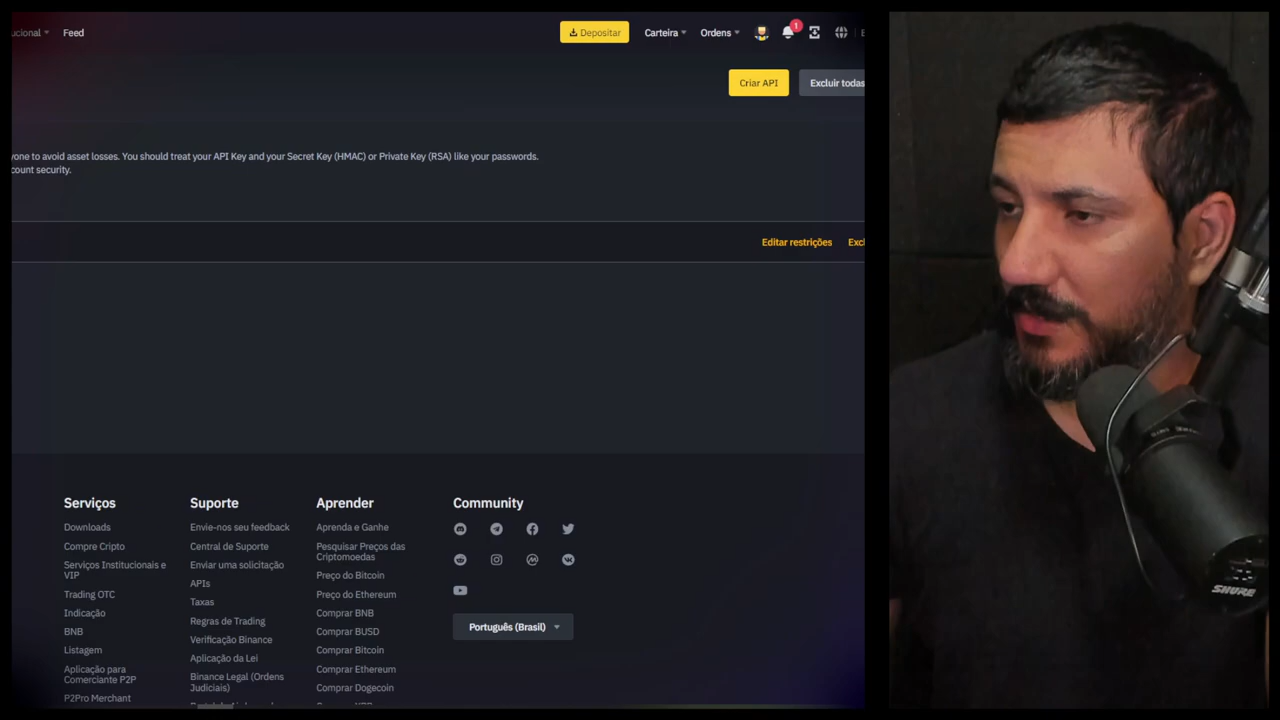 Feed
Depositar
Carteira
Ordens
1
Criar API
Excluir todas
yone to avoid asset losses. You should treat your API Key and your Secret Key (HMAC) or Private Key (RSA) like your passwords.
count security.
Editar restrições
Serviços
Downloads
Compre Cripto
Serviços Institucionais e
VIP
Trading OTC
Indicação
BNB
Listagem
Aplicação para
Comerciante P2P
P2Pro Merchant
Suporte
Envie-nos seu feedback
Central de Suporte
Enviar uma solicitação
APIs
Taxas
Regras de Trading
Verificação Binance
Aplicação da Lei
Binance Legal (Ordens
Judiciais)
Aprender
Aprenda e Ganhe
Pesquisar Preços das
Criptomoedas
Preço do Bitcoin
Preço do Ethereum
Comprar BNB
Comprar BUSD
Comprar Bitcoin
Comprar Ethereum
Comprar Dogecoin
Community
Português (Brasil)
SHURE